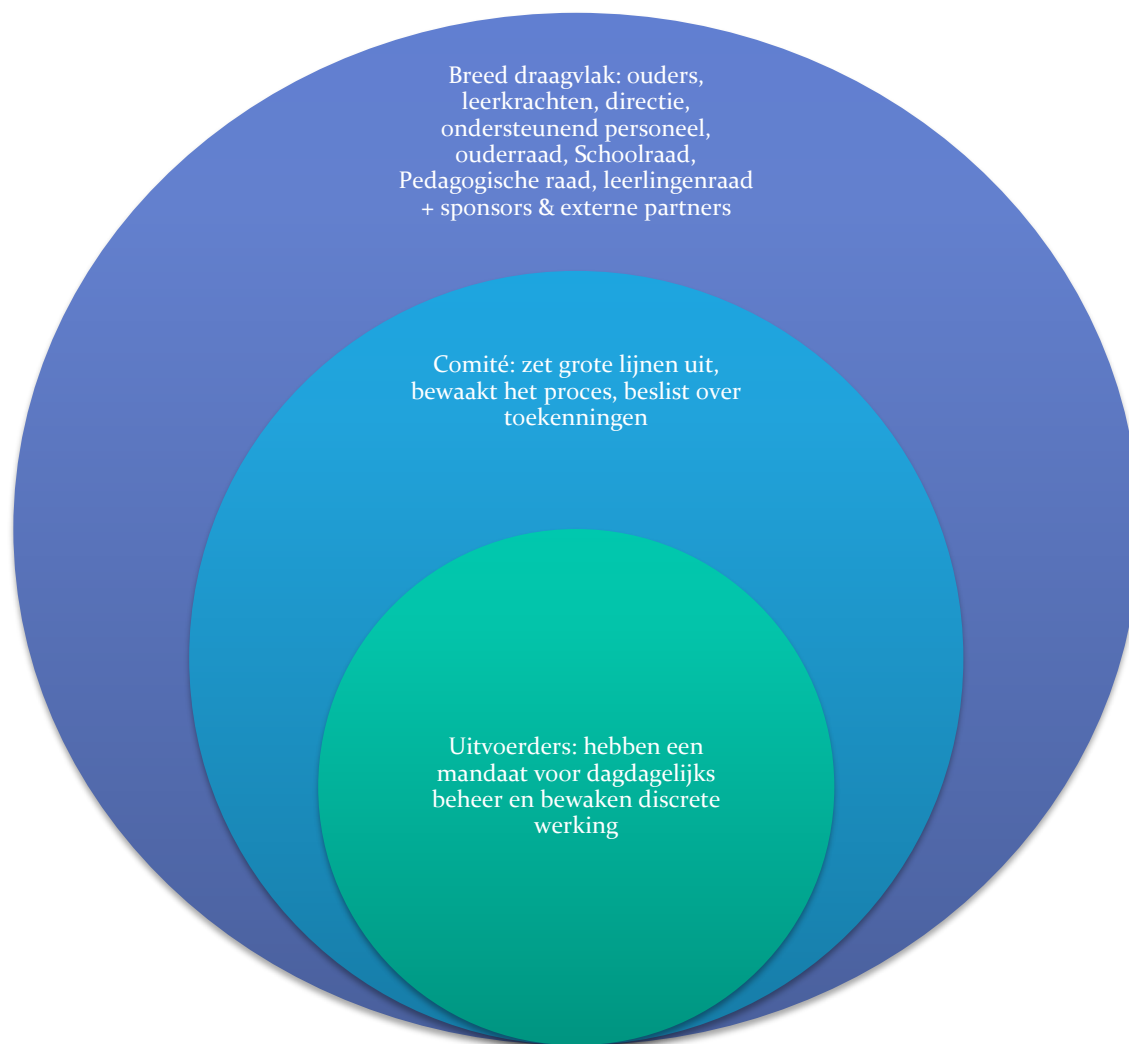 Breed draagvlak: ouders,
leerkrachten, directie,
ondersteunend personeel,
ouderraad, Schoolraad,
Pedagogische raad, leerlingenraad
+ sponsors & externe partners
Comité: zet grote lijnen uit,
bewaakt het proces, beslist over
toekenningen
Uitvoerders: hebben een
mandaat voor dagdagelijks
beheer en bewaken discrete
werking